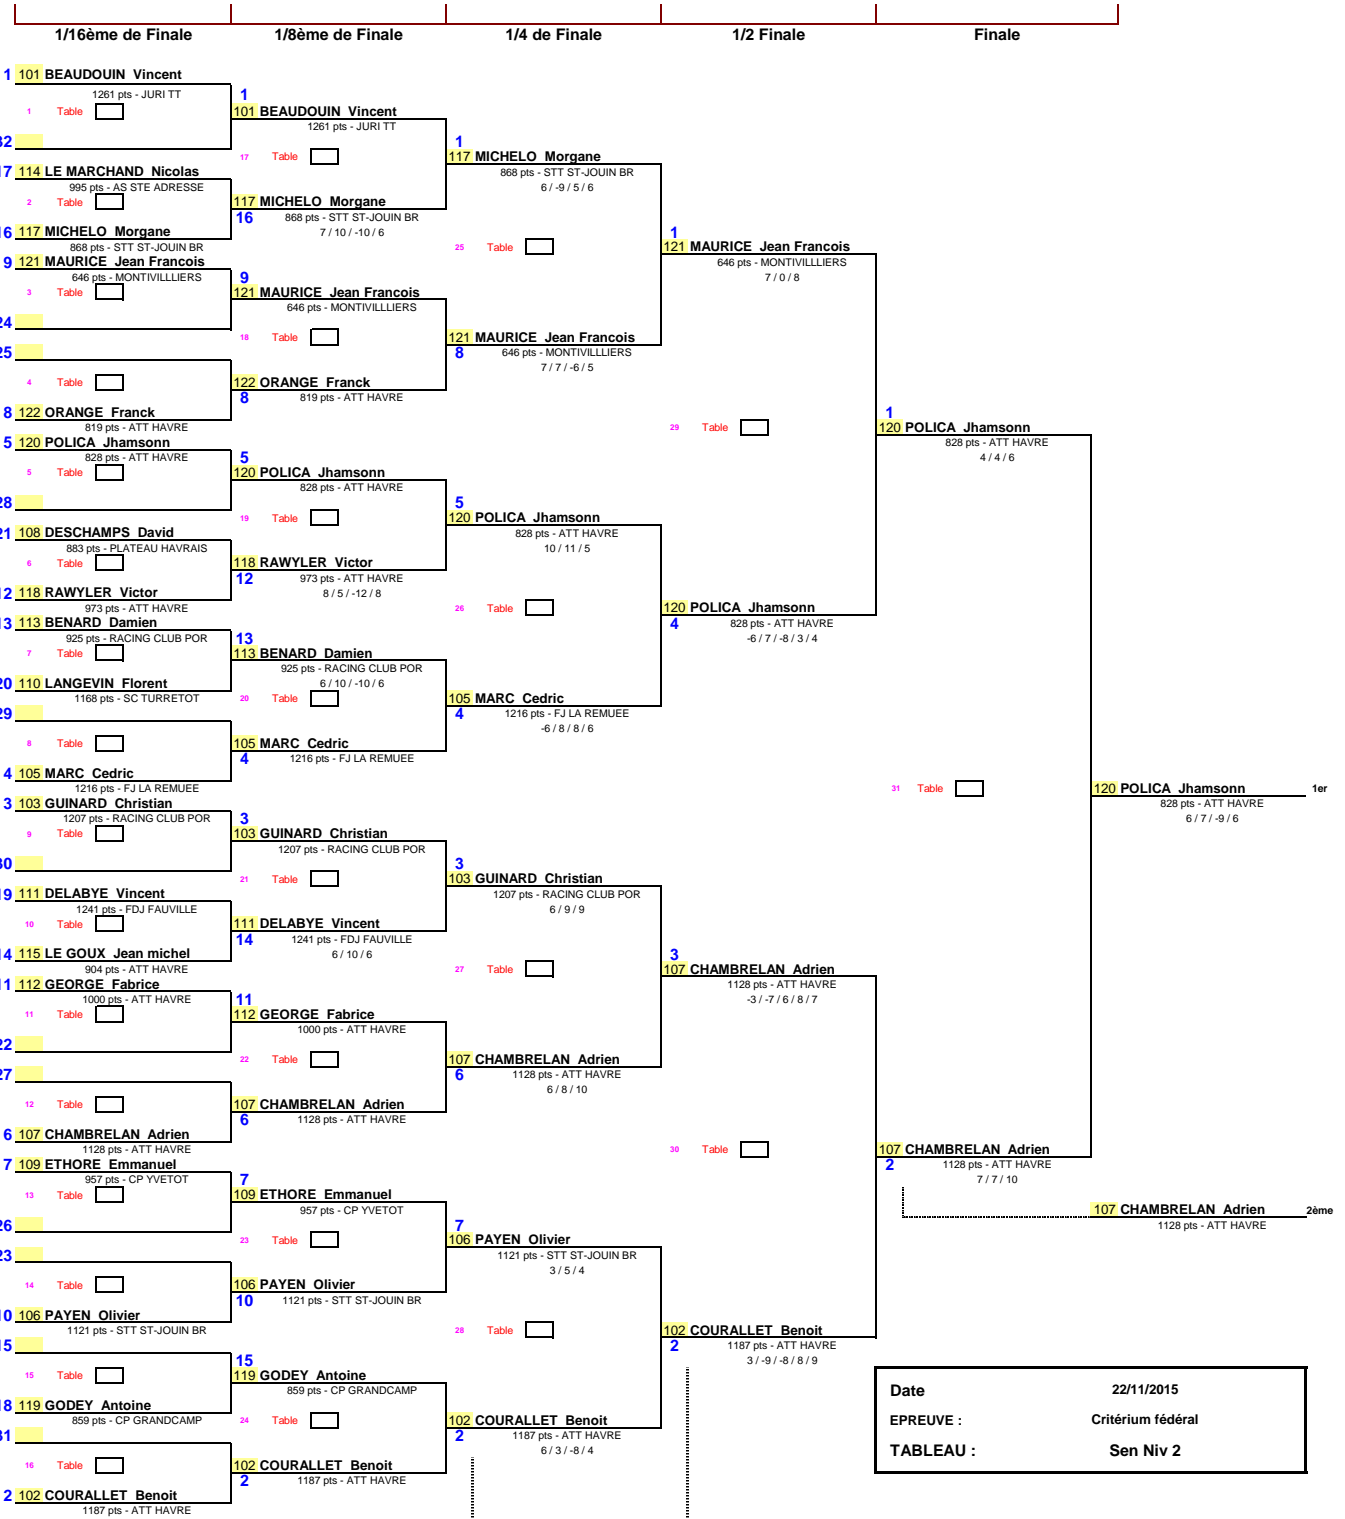 1/16ème de Finale
1/8ème de Finale
1/4 de Finale
1/2 Finale
Finale
1 101 BEAUDOUIN Vincent
1261 pts - JURI TT
1 Table
32
17 114 LE MARCHAND Nicolas
995 pts - AS STE ADRESSE
2 Table
16 117 MICHELO Morgane
868 pts - STT ST-JOUIN BR
9 121 MAURICE Jean Francois
646 pts - MONTIVILLLIERS
3 Table
24
25
4 Table
8 122 ORANGE Franck
819 pts - ATT HAVRE
5 120 POLICA Jhamsonn
828 pts - ATT HAVRE
5 Table
28
21 108 DESCHAMPS David
883 pts - PLATEAU HAVRAIS
6 Table
12 118 RAWYLER Victor
973 pts - ATT HAVRE
13 113 BENARD Damien
925 pts - RACING CLUB POR
7 Table
20 110 LANGEVIN Florent
1168 pts - SC TURRETOT
29
8 Table
4 105 MARC Cedric
1216 pts - FJ LA REMUEE
3 103 GUINARD Christian
1207 pts - RACING CLUB POR
9 Table
30
19 111 DELABYE Vincent
1241 pts - FDJ FAUVILLE
10 Table
14 115 LE GOUX Jean michel
904 pts - ATT HAVRE
11 112 GEORGE Fabrice
1000 pts - ATT HAVRE
11 Table
22
27
12 Table
6 107 CHAMBRELAN Adrien
1128 pts - ATT HAVRE
7 109 ETHORE Emmanuel
957 pts - CP YVETOT
13 Table
26
23
14 Table
10 106 PAYEN Olivier
1121 pts - STT ST-JOUIN BR
15
15 Table
18 119 GODEY Antoine
859 pts - CP GRANDCAMP
31
16 Table
2 102 COURALLET Benoit
1187 pts - ATT HAVRE
1
101 BEAUDOUIN Vincent
1261 pts - JURI TT
17 Table
117 MICHELO Morgane
16 868 pts - STT ST-JOUIN BR
7 / 10 / -10 / 6
9
121 MAURICE Jean Francois
646 pts - MONTIVILLLIERS
18 Table
122 ORANGE Franck
8 819 pts - ATT HAVRE
5
120 POLICA Jhamsonn
828 pts - ATT HAVRE
19 Table
118 RAWYLER Victor
12 973 pts - ATT HAVRE
8 / 5 / -12 / 8
13
113 BENARD Damien
925 pts - RACING CLUB POR
6 / 10 / -10 / 6
20 Table
105 MARC Cedric
4 1216 pts - FJ LA REMUEE
3
103 GUINARD Christian
1207 pts - RACING CLUB POR
21 Table
111 DELABYE Vincent
14 1241 pts - FDJ FAUVILLE
6 / 10 / 6
11
112 GEORGE Fabrice
1000 pts - ATT HAVRE
22 Table
107 CHAMBRELAN Adrien
6 1128 pts - ATT HAVRE
7
109 ETHORE Emmanuel
957 pts - CP YVETOT
23 Table
106 PAYEN Olivier
10 1121 pts - STT ST-JOUIN BR
15
119 GODEY Antoine
859 pts - CP GRANDCAMP
24 Table
102 COURALLET Benoit
2 1187 pts - ATT HAVRE
1
117 MICHELO Morgane
868 pts - STT ST-JOUIN BR
6 / -9 / 5 / 6
25 Table
121 MAURICE Jean Francois
8 646 pts - MONTIVILLLIERS
7 / 7 / -6 / 5
5
120 POLICA Jhamsonn
828 pts - ATT HAVRE
10 / 11 / 5
26 Table
105 MARC Cedric
4 1216 pts - FJ LA REMUEE
-6 / 8 / 8 / 6
3
103 GUINARD Christian
1207 pts - RACING CLUB POR
6 / 9 / 9
27 Table
107 CHAMBRELAN Adrien
6 1128 pts - ATT HAVRE
6 / 8 / 10
7
106 PAYEN Olivier
1121 pts - STT ST-JOUIN BR
3 / 5 / 4
28 Table
102 COURALLET Benoit
2 1187 pts - ATT HAVRE
6 / 3 / -8 / 4
1
121 MAURICE Jean Francois
646 pts - MONTIVILLLIERS
7 / 0 / 8
29 Table
120 POLICA Jhamsonn
4 828 pts - ATT HAVRE
-6 / 7 / -8 / 3 / 4
3
107 CHAMBRELAN Adrien
1128 pts - ATT HAVRE
-3 / -7 / 6 / 8 / 7
30 Table
102 COURALLET Benoit
2 1187 pts - ATT HAVRE
3 / -9 / -8 / 8 / 9
1
120 POLICA Jhamsonn
828 pts - ATT HAVRE
4 / 4 / 6
31 Table
107 CHAMBRELAN Adrien
2 1128 pts - ATT HAVRE
7 / 7 / 10
120 POLICA Jhamsonn 1er
828 pts - ATT HAVRE
6 / 7 / -9 / 6
107 CHAMBRELAN Adrien 2ème
1128 pts - ATT HAVRE
Date 22/11/2015
EPREUVE : Critérium fédéral
TABLEAU : Sen Niv 2